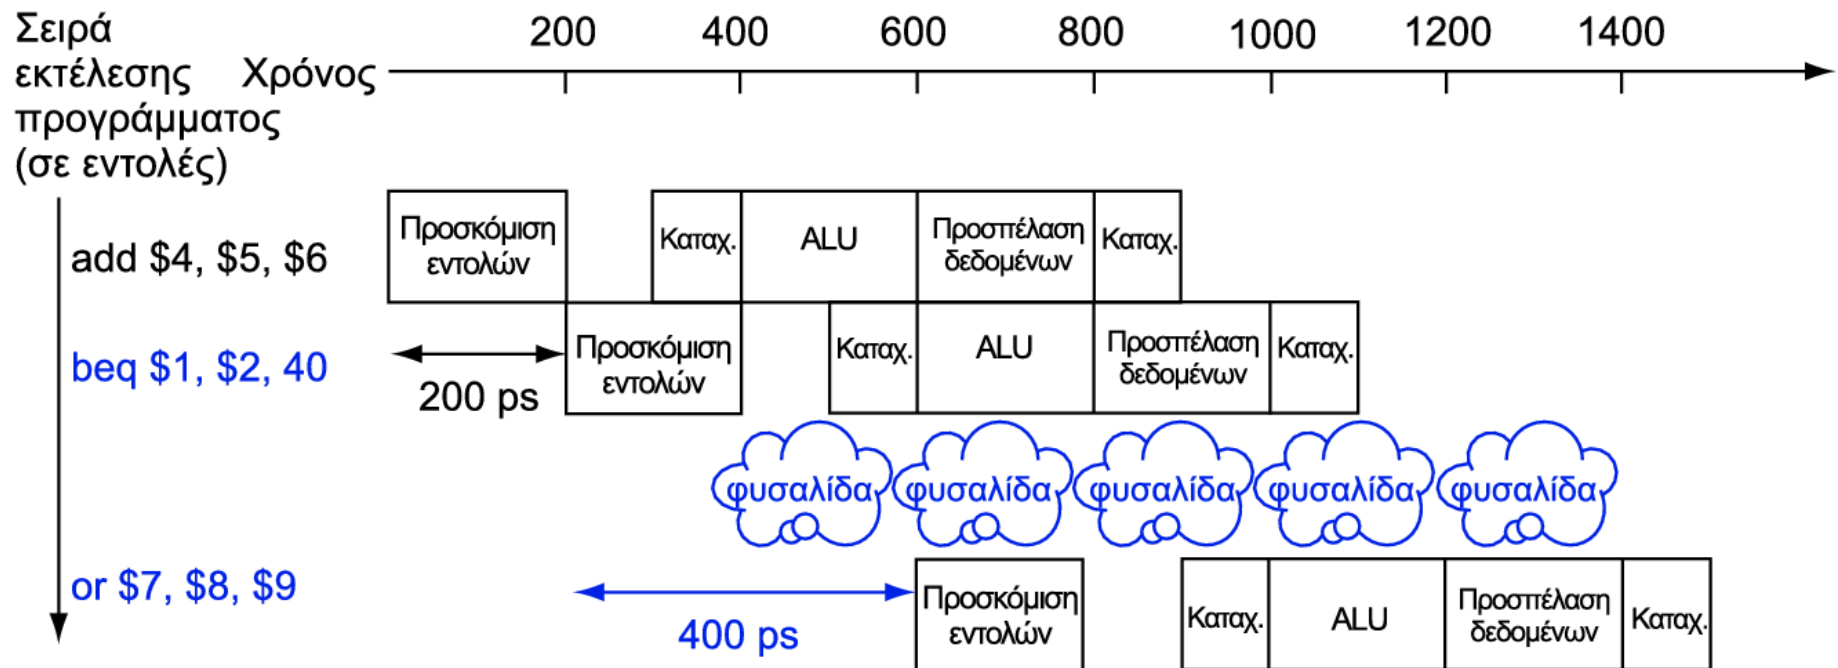 Σειρά
εκτέλεσης Χρόνος
προγράμματος
(σε εντολές)
200 400 600 800 1000 1200 1400
add $4, $5, $6
Προσκόμιση
εντολών
Καταχ.
ALU
Προσπέλαση
δεδομένων
Καταχ.
beq $1, $2, 40
200 ps
Προσκόμιση
εντολών
Καταχ.
ALU
Προσπέλαση
δεδομένων
Καταχ.
φυσαλίδα φυσαλίδα φυσαλίδα φυσαλίδα φυσαλίδα
or $7, $8, $9
400 ps
Προσκόμιση
εντολών
Καταχ.
ALU
Προσπέλαση
δεδομένων
Καταχ.